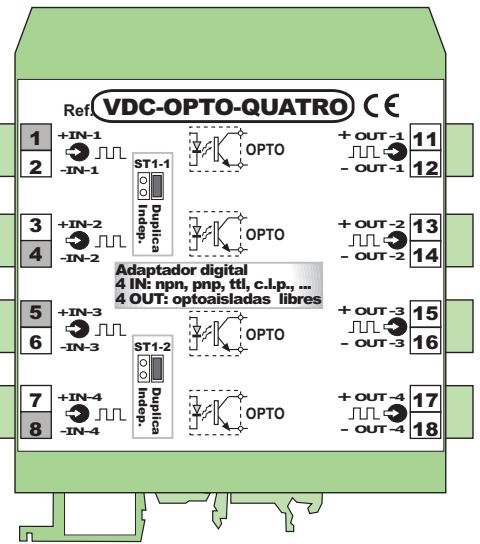 Ref. VDC-OPTO-QUATRO CE
1 +IN-1 OPTO + OUT-1 11
2 -IN-1 ST1-1 - OUT-1 12
Duplica
Indep.
3 +IN-2 OPTO + OUT-2 13
4 -IN-2 - OUT-2 14
Adaptador digital
4 IN: npn, pnp, ttl, c.l.p., ...
4 OUT: optoaisladas libres
5 +IN-3 OPTO + OUT-3 15
6 -IN-3 ST1-2 - OUT-3 16
Duplica
Indep.
7 +IN-4 OPTO + OUT-4 17
8 -IN-4 - OUT-4 18